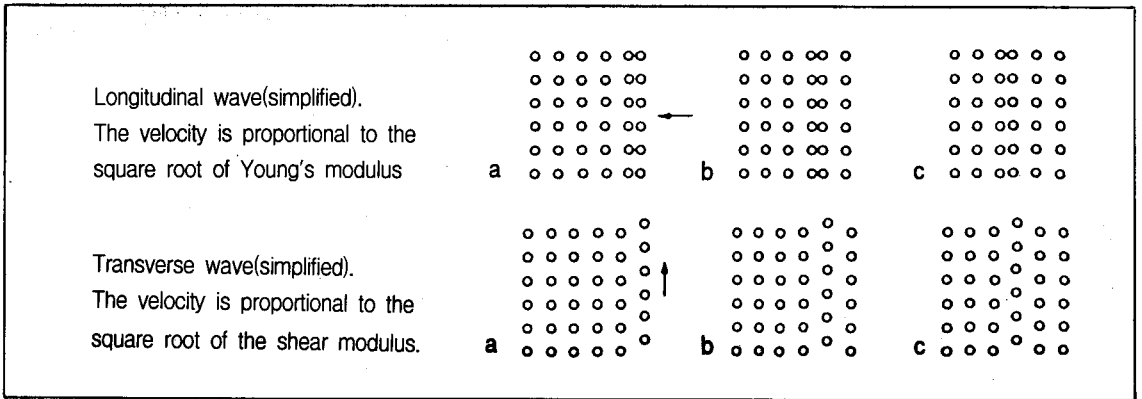 Longitudinal wave(simplified).
The velocity is proportional to the
square root of Young's modulus
a b c
Transverse wave(simplified).
The velocity is proportional to the
square root of the shear modulus.
a b c